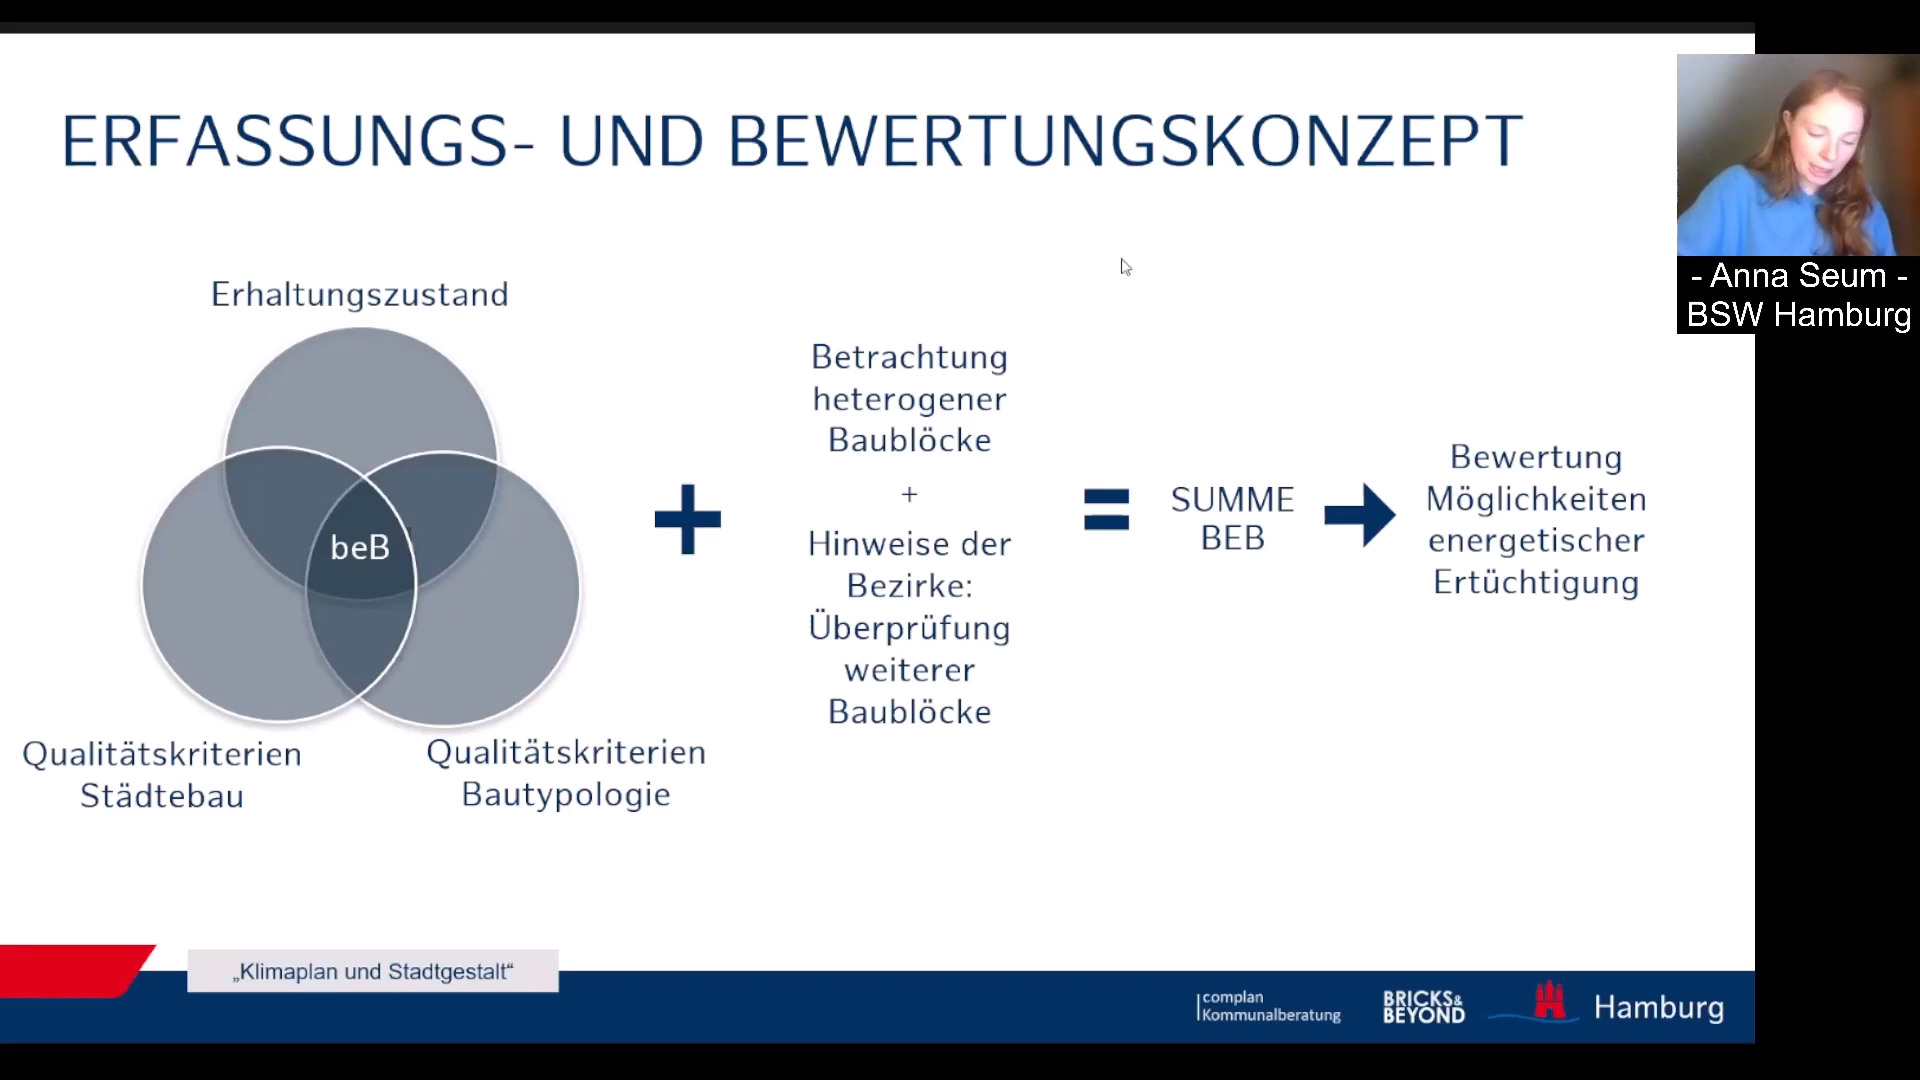 ERFASSUNGS- UND BEWERTUNGSKONZEPT
- Anna Seum -
BSW Hamburg
Erhaltungszustand
beB
Qualitätskriterien
Städtebau
Qualitätskriterien
Bautypologie
+
Betrachtung
heterogener
Baublöcke
+
Hinweise der
Bezirke:
Überprüfung
weiterer
Baublöcke
=
SUMME
BEB
Bewertung
Möglichkeiten
energetischer
Ertüchtigung
„Klimaplan und Stadtgestalt“
complan
Kommunalberatung
BRICKS&
BEYOND
Hamburg